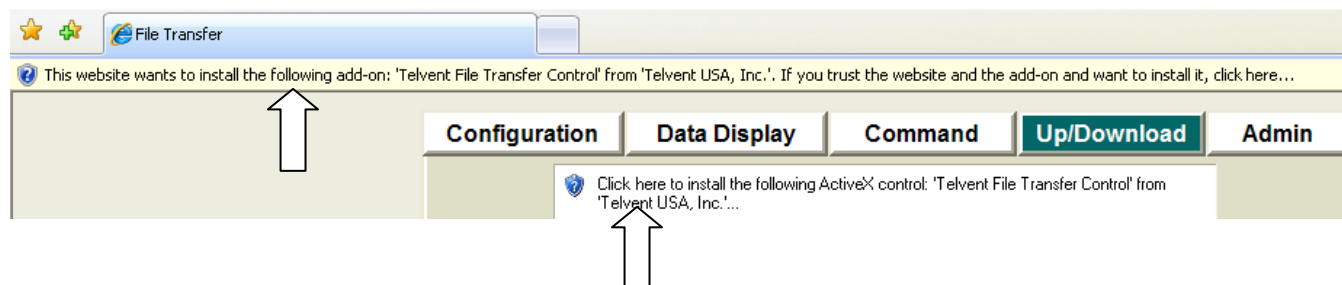 File Transfer
This website wants to install the following add-on: 'Telvent File Transfer Control' from 'Telvent USA, Inc.'. If you trust the website and the add-on and want to install it, click here...
Configuration Data Display Command Up/Download Admin
Click here to install the following ActiveX control: 'Telvent File Transfer Control' from
'Telvent USA, Inc.'...